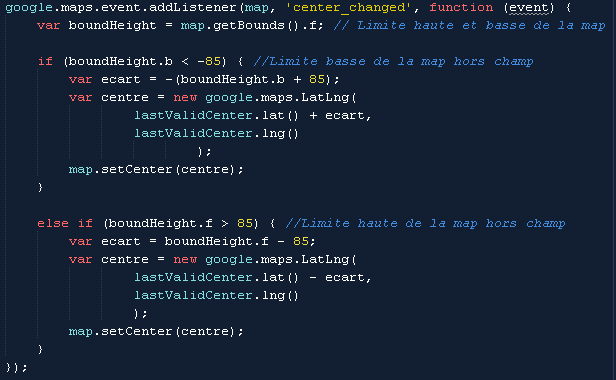 google.maps.event.addListener(map, 'center_changed', function (event) {
    var boundHeight = map.getBounds().f; // Limite haute et basse de la map

    if (boundHeight.b < -85) { //Limite basse de la map hors champ
        var ecart = -(boundHeight.b + 85);
        var centre = new google.maps.LatLng(
                lastValidCenter.lat() + ecart,
                lastValidCenter.lng()
                        );
        map.setCenter(centre);
    }

    else if (boundHeight.f > 85) { //Limite haute de la map hors champ
        var ecart = boundHeight.f - 85;
        var centre = new google.maps.LatLng(
                lastValidCenter.lat() - ecart,
                lastValidCenter.lng()
                );
        map.setCenter(centre);
    }
});